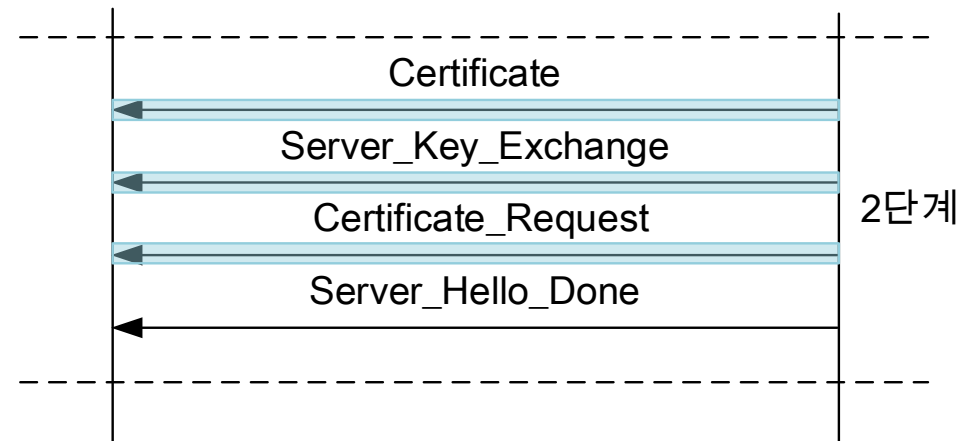 Certificate
Server_Key_Exchange
Certificate_Request
2단계
Server_Hello_Done